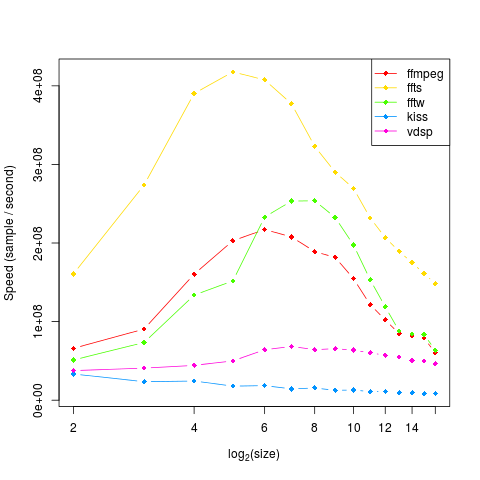 ffmpeg
ffts
fftw
kiss
vdsp
4e+08
3e+08
2e+08
1e+08
0e+00
Speed (sample / second)
2 4 6 8 10 12 14
log₂(size)